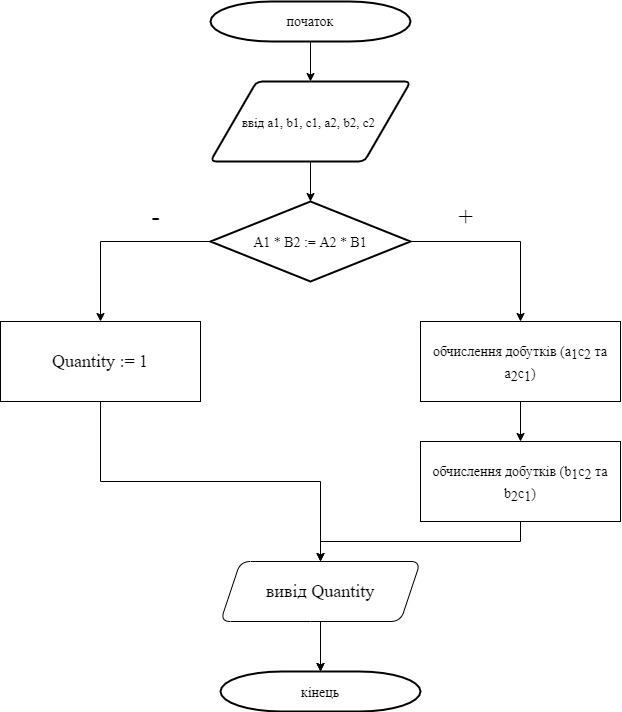 початок
ввід a1, b1, c1, a2, b2, c2
-
+
A1 * B2 := A2 * B1
Quantity := 1
обчислення добутків (a₁c₂ та
a₂c₁)
обчислення добутків (b₁c₂ та
b₂c₁)
вивід Quantity
кінець